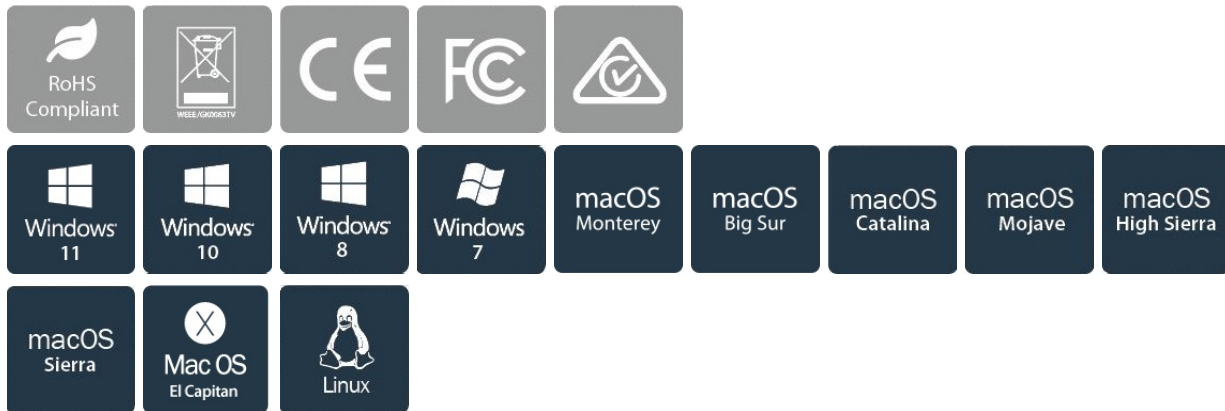 RoHS
Compliant
WEEE/GK0063TV
CE
FC
Windows
11
Windows
10
Windows
8
Windows
7
macOS
Monterey
macOS
Big Sur
macOS
Catalina
macOS
Mojave
macOS
High Sierra
macOS
Sierra
X
Mac OS
El Capitan
Linux